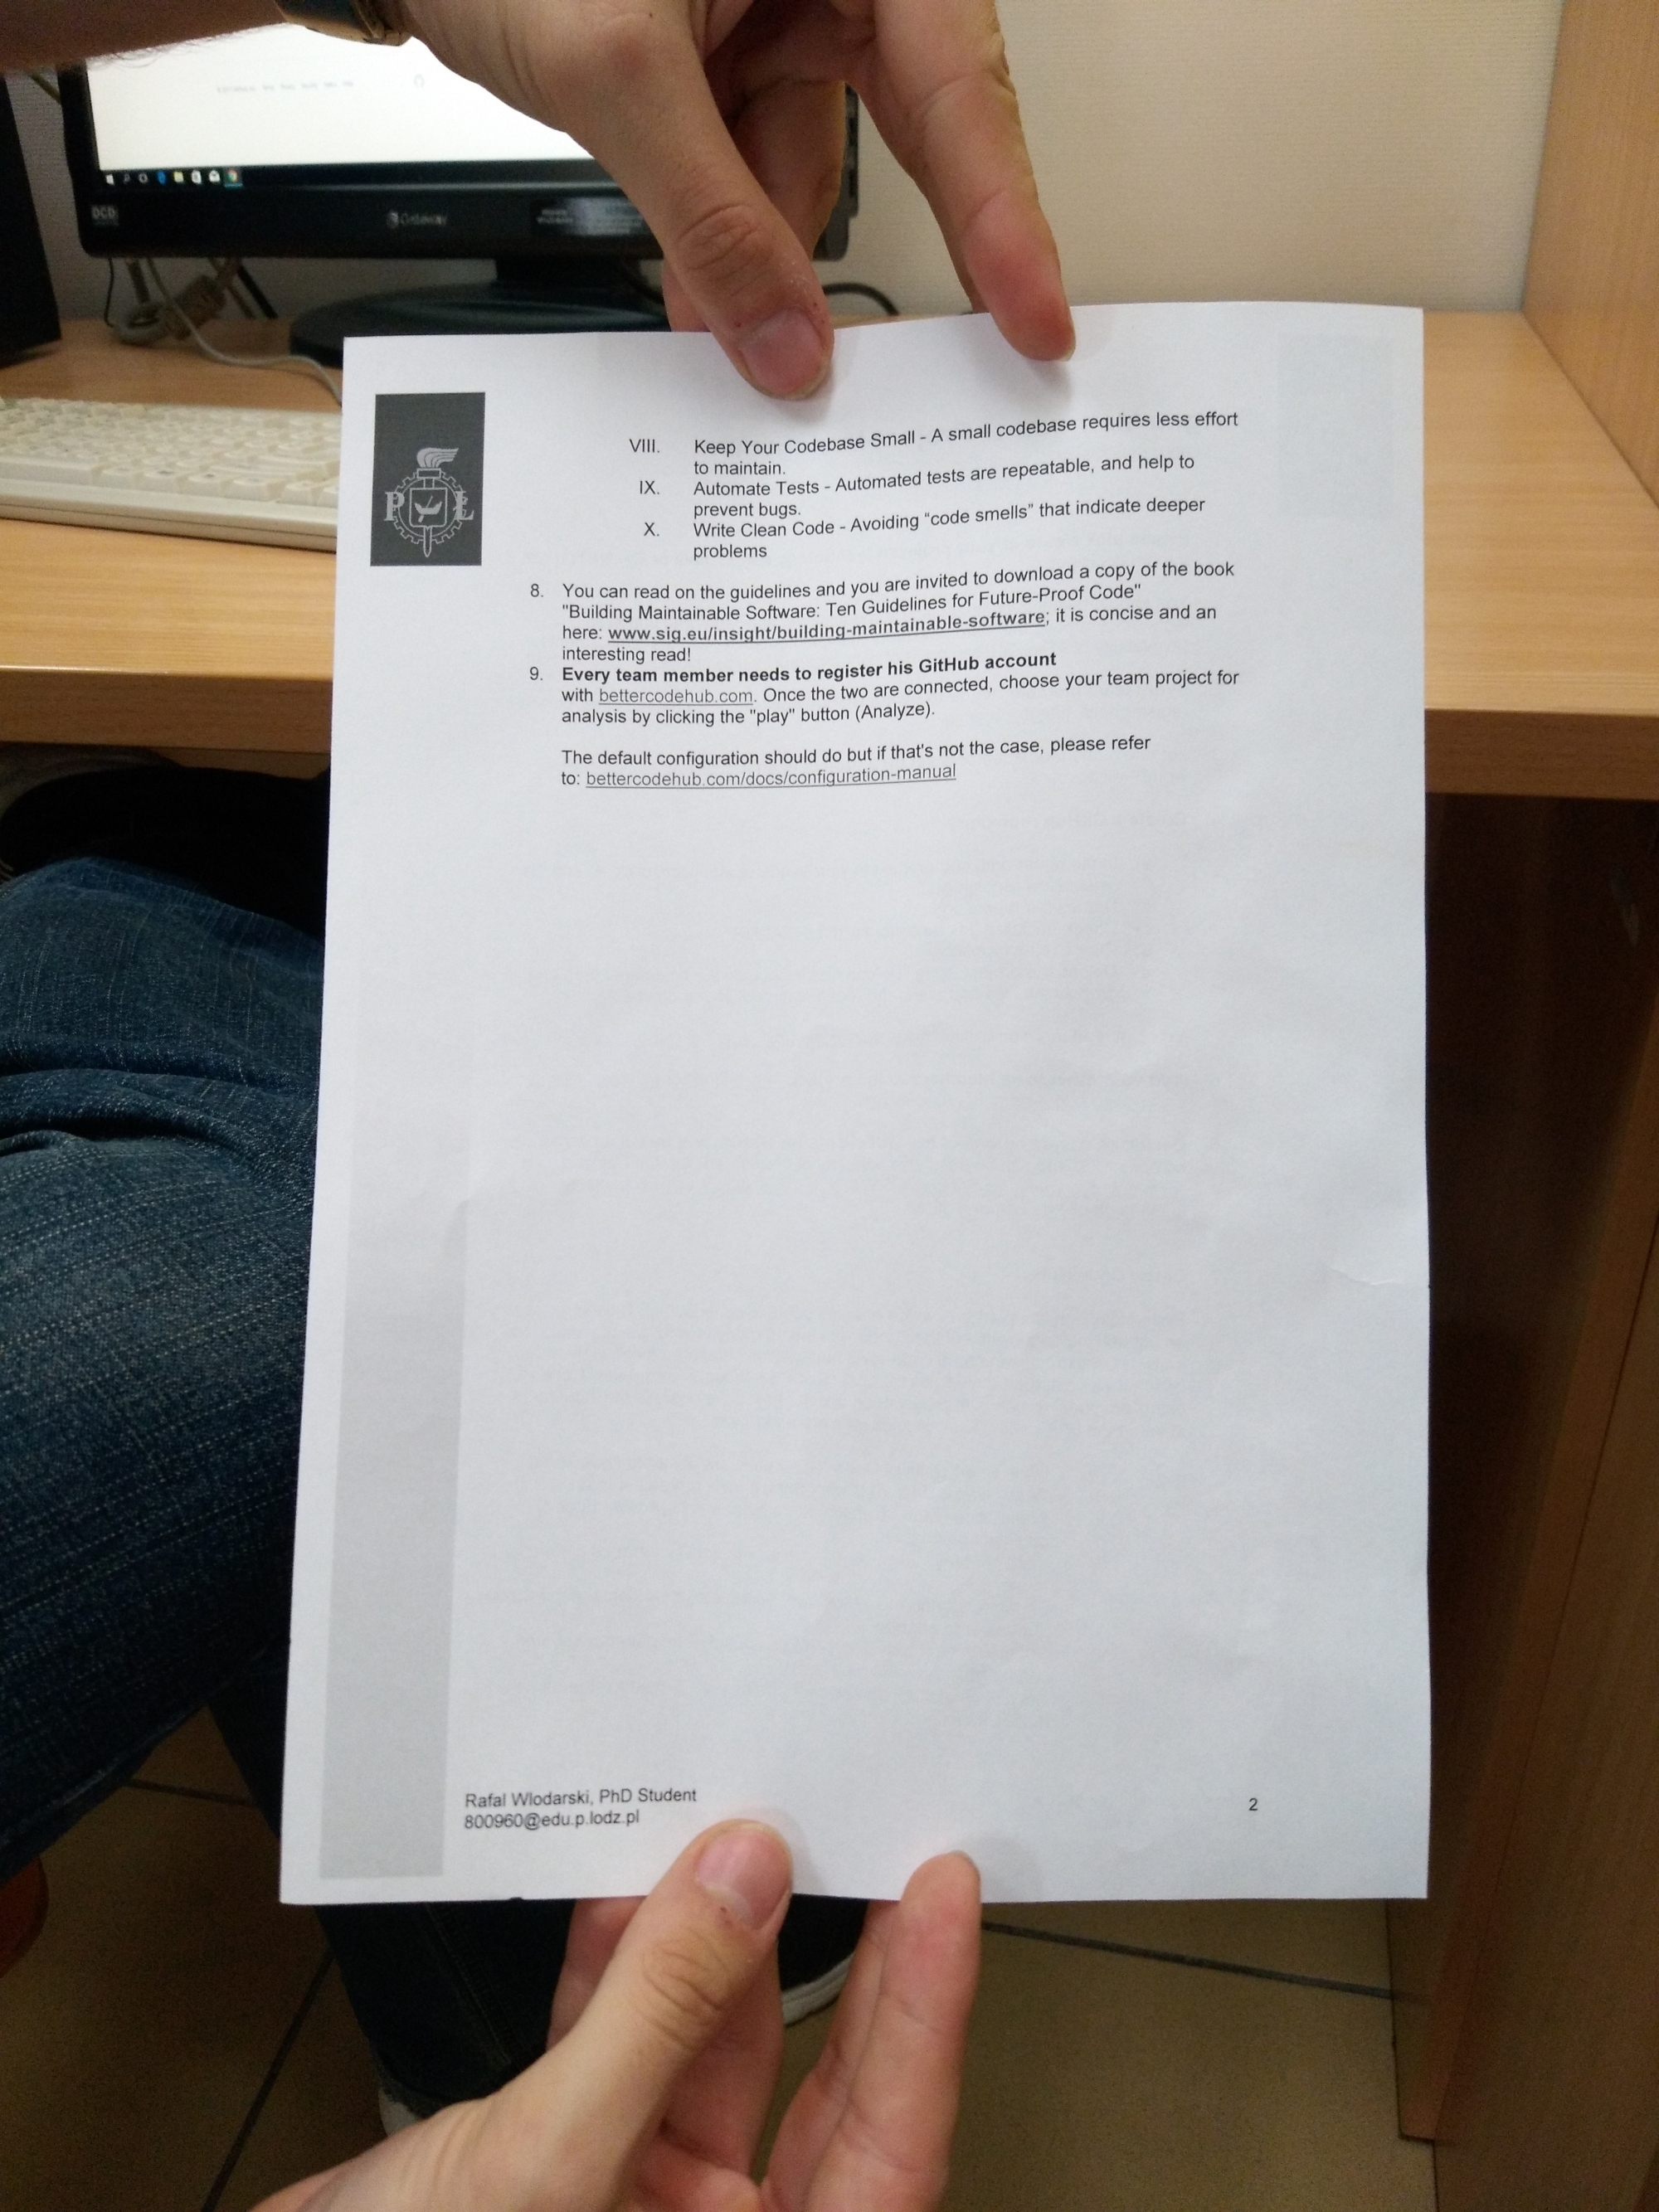 DCD
Gateway
P Ł
VIII. Keep Your Codebase Small - A small codebase requires less effort
to maintain.
IX. Automate Tests - Automated tests are repeatable, and help to
prevent bugs.
X. Write Clean Code - Avoiding “code smells” that indicate deeper
problems
8. You can read on the guidelines and you are invited to download a copy of the book
"Building Maintainable Software: Ten Guidelines for Future-Proof Code"
here: www.sig.eu/insight/building-maintainable-software; it is concise and an
interesting read!
9. Every team member needs to register his GitHub account
with bettercodehub.com. Once the two are connected, choose your team project for
analysis by clicking the "play" button (Analyze).
The default configuration should do but if that's not the case, please refer
to: bettercodehub.com/docs/configuration-manual
Rafal Wlodarski, PhD Student
800960@edu.p.lodz.pl
2